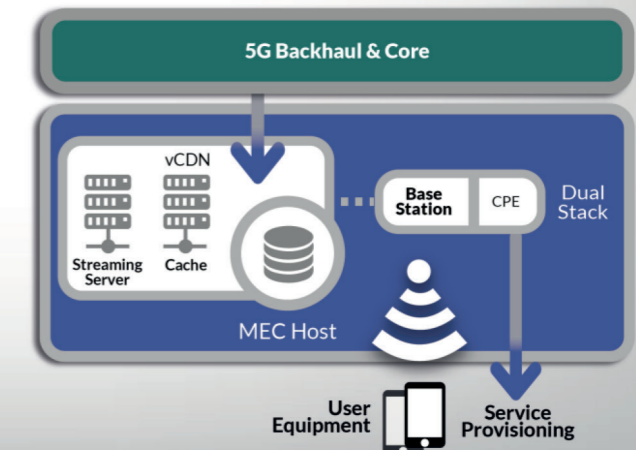 5G Backhaul & Core
vCDN
Streaming
Server
Cache
MEC Host
Base
Station
CPE
Dual
Stack
User
Equipment
Service
Provisioning